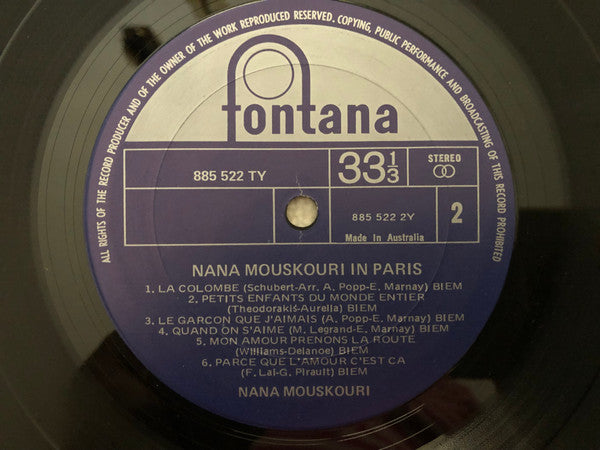 ALL RIGHTS OF THE RECORD PRODUCER AND OF THE OWNER OF THE WORK REPRODUCED RESERVED. COPYING, PUBLIC PERFORMANCE AND BROADCASTING OF THIS RECORD PROHIBITED
fontana
885 522 TY
33 1/3
STEREO
885 522 2Y
2
Made in Australia
NANA MOUSKOURI IN PARIS
1. LA COLOMBE (Schubert-Arr. A. Popp-E. Marnay) BIEM
2. PETITS ENFANTS DU MONDE ENTIER
(Theodorakis-Aurella) BIEM
3. LE GARCON QUE J'AIMAIS (A. Popp-E. Marnay) BIEM
4. QUAND ON S'AIME (M. Legrand-E. Marnay) BIEM
5. MON AMOUR PRENONS LA ROUTE
(Williams-Delanoe) BIEM
6. PARCE QUE L'AMOUR C'EST CA
(F. Lai-G. Pirault) BIEM
NANA MOUSKOURI